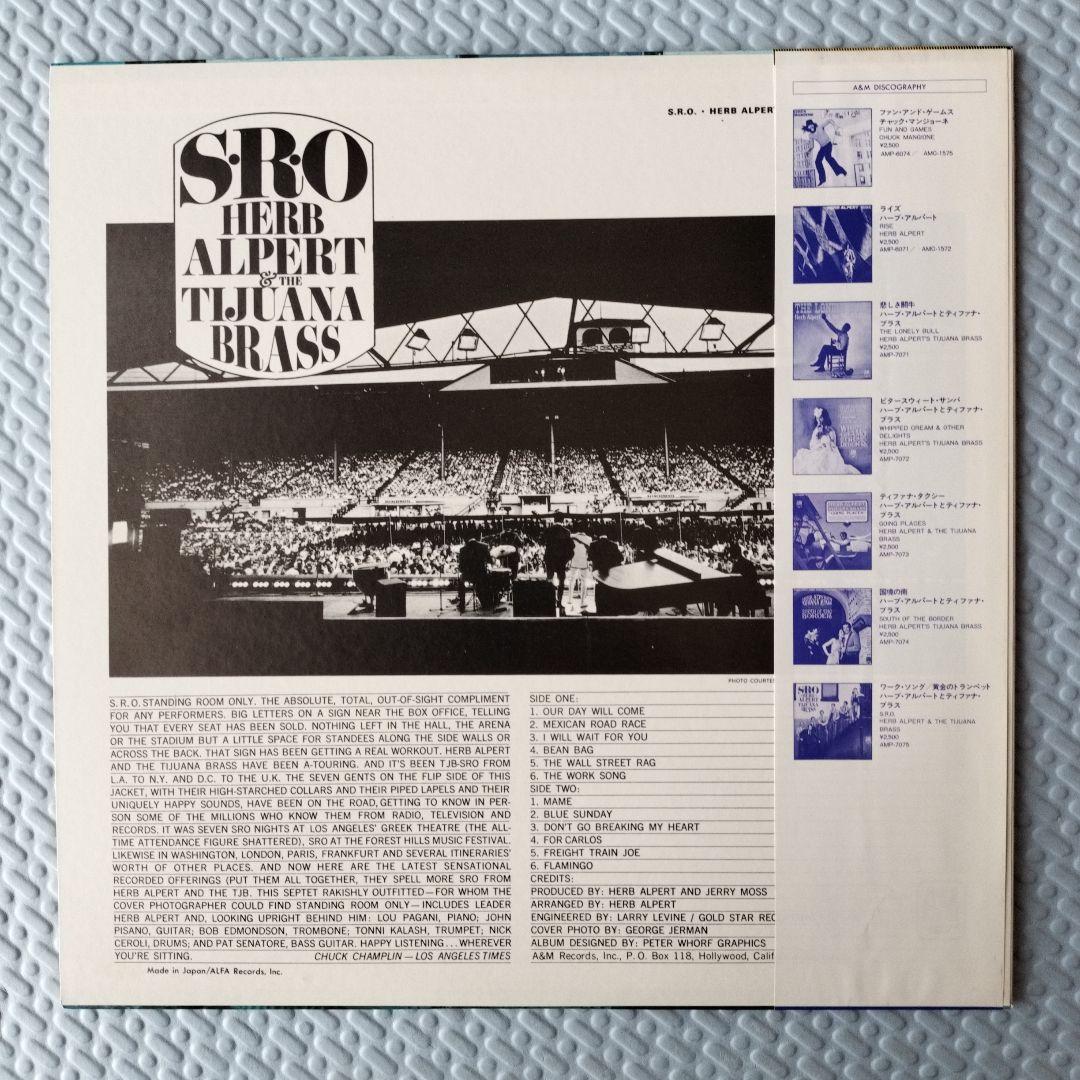 S.R.O. • HERB ALPERT
S·R·O
HERB
ALPERT
& THE
TIJUANA
BRASS
PHOTO COURTES
S.R.O. STANDING ROOM ONLY. THE ABSOLUTE, TOTAL, OUT-OF-SIGHT COMPLIMENT
FOR ANY PERFORMERS. BIG LETTERS ON A SIGN NEAR THE BOX OFFICE, TELLING
YOU THAT EVERY SEAT HAS BEEN SOLD. NOTHING LEFT IN THE HALL, THE ARENA
OR THE STADIUM BUT A LITTLE SPACE FOR STANDEES ALONG THE SIDE WALLS OR
ACROSS THE BACK. THAT SIGN HAS BEEN GETTING A REAL WORKOUT. HERB ALPERT
AND THE TIJUANA BRASS HAVE BEEN A-TOURING. AND IT'S BEEN TJB-SRO FROM
L.A. TO N.Y. AND D.C. TO THE U.K. THE SEVEN GENTS ON THE FLIP SIDE OF THIS
JACKET, WITH THEIR HIGH-STARCHED COLLARS AND THEIR PIPED LAPELS AND THEIR
UNIQUELY HAPPY SOUNDS, HAVE BEEN ON THE ROAD, GETTING TO KNOW IN PER-
SON SOME OF THE MILLIONS WHO KNOW THEM FROM RADIO, TELEVISION AND
RECORDS. IT WAS SEVEN SRO NIGHTS AT LOS ANGELES' GREEK THEATRE (THE ALL-
TIME ATTENDANCE FIGURE SHATTERED), SRO AT THE FOREST HILLS MUSIC FESTIVAL.
LIKEWISE IN WASHINGTON, LONDON, PARIS, FRANKFURT AND SEVERAL ITINERARIES'
WORTH OF OTHER PLACES. AND NOW HERE ARE THE LATEST SENSATIONAL
RECORDED OFFERINGS (PUT THEM ALL TOGETHER, THEY SPELL MORE SRO FROM
HERB ALPERT AND THE TJB. THIS SEPTET RAKISHLY OUTFITTED—FOR WHOM THE
COVER PHOTOGRAPHER COULD FIND STANDING ROOM ONLY—INCLUDES LEADER
HERB ALPERT AND, LOOKING UPRIGHT BEHIND HIM: LOU PAGANI, PIANO; JOHN
PISANO, GUITAR; BOB EDMONDSON, TROMBONE; TONNI KALASH, TRUMPET; NICK
CEROLI, DRUMS; AND PAT SENATORE, BASS GUITAR. HAPPY LISTENING...WHEREVER
YOU'RE SITTING. CHUCK CHAMPLIN—LOS ANGELES TIMES
Made in Japan/ALFA Records, Inc.
SIDE ONE:
1. OUR DAY WILL COME
2. MEXICAN ROAD RACE
3. I WILL WAIT FOR YOU
4. BEAN BAG
5. THE WALL STREET RAG
6. THE WORK SONG
SIDE TWO:
1. MAME
2. BLUE SUNDAY
3. DON'T GO BREAKING MY HEART
4. FOR CARLOS
5. FREIGHT TRAIN JOE
6. FLAMINGO
CREDITS:
PRODUCED BY: HERB ALPERT AND JERRY MOSS
ARRANGED BY: HERB ALPERT
ENGINEERED BY: LARRY LEVINE / GOLD STAR REC
COVER PHOTO BY: GEORGE JERMAN
ALBUM DESIGNED BY: PETER WHORF GRAPHICS
A&M Records, Inc., P. O. Box 118, Hollywood, Calif
A&M DISCOGRAPHY
ファン・アンド・ゲームス
チャック・マンジョーネ
FUN AND GAMES
CHUCK MANGIONE
¥2,500
AMP-6074／ AMC-1575
ライズ
ハーブ・アルパート
RISE
HERB ALPERT
¥2,500
AMP-6071／ AMC-1572
悲しき闘牛
ハーブ・アルパートとティファナ・
ブラス
THE LONELY BULL
HERB ALPERT'S TIJUANA BRASS
¥2,500
AMP-7071
ビタースウィート・サンバ
ハーブ・アルパートとティファナ・
ブラス
WHIPPED CREAM & OTHER
DELIGHTS
HERB ALPERT'S TIJUANA BRASS
¥2,500
AMP-7072
ティファナ・タクシー
ハーブ・アルパートとティファナ・
ブラス
GOING PLACES
HERB ALPERT & THE TIJUANA
BRASS
¥2,500
AMP-7073
国境の南
ハーブ・アルパートとティファナ・
ブラス
SOUTH OF THE BORDER
HERB ALPERT'S TIJUANA BRASS
¥2,500
AMP-7074
ワーク・ソング／黄金のトランペット
ハーブ・アルパートとティファナ・
ブラス
S.R.O.
HERB ALPERT & THE TIJUANA
BRASS
¥2,500
AMP-7075